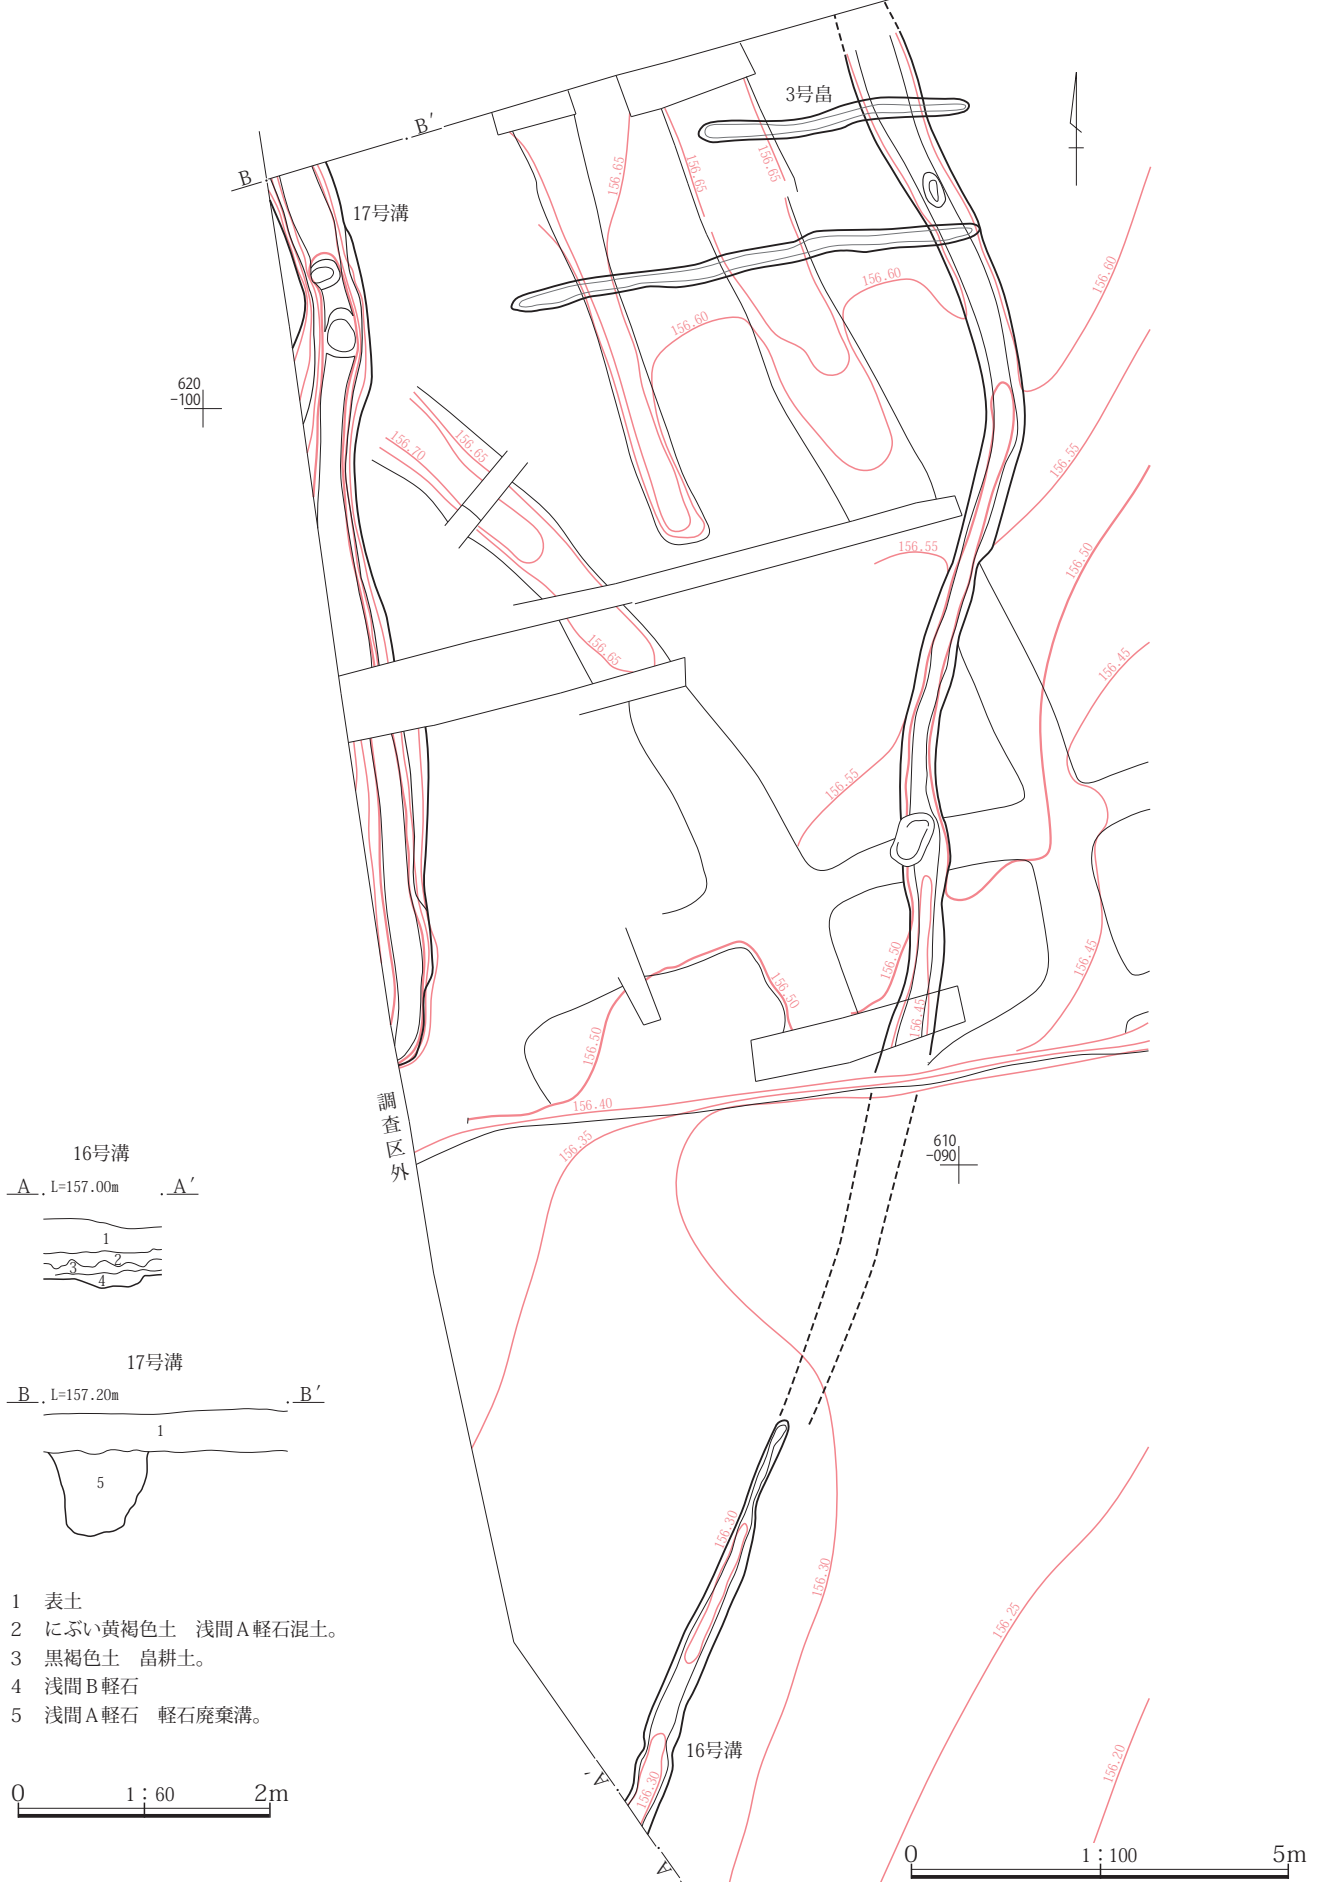 3号畠
B
B′
17号溝
156.65
156.65
156.65
156.60
156.60
156.60
620
-100
156.70
156.65
156.55
156.55
156.50
156.65
156.45
156.55
156.50
156.50
156.45
156.50
156.45
156.40
156.35
調査区外
610
-090
16号溝
A L=157.00m A′
1
2
3
4
17号溝
B L=157.20m B′
1
5
156.30
156.30
156.25
156.20
156.30
16号溝
A′
A
1 表土
2 にぶい黄褐色土 浅間A軽石混土。
3 黒褐色土 畠耕土。
4 浅間B軽石
5 浅間A軽石 軽石廃棄溝。
0 1：60 2m
0 1：100 5m